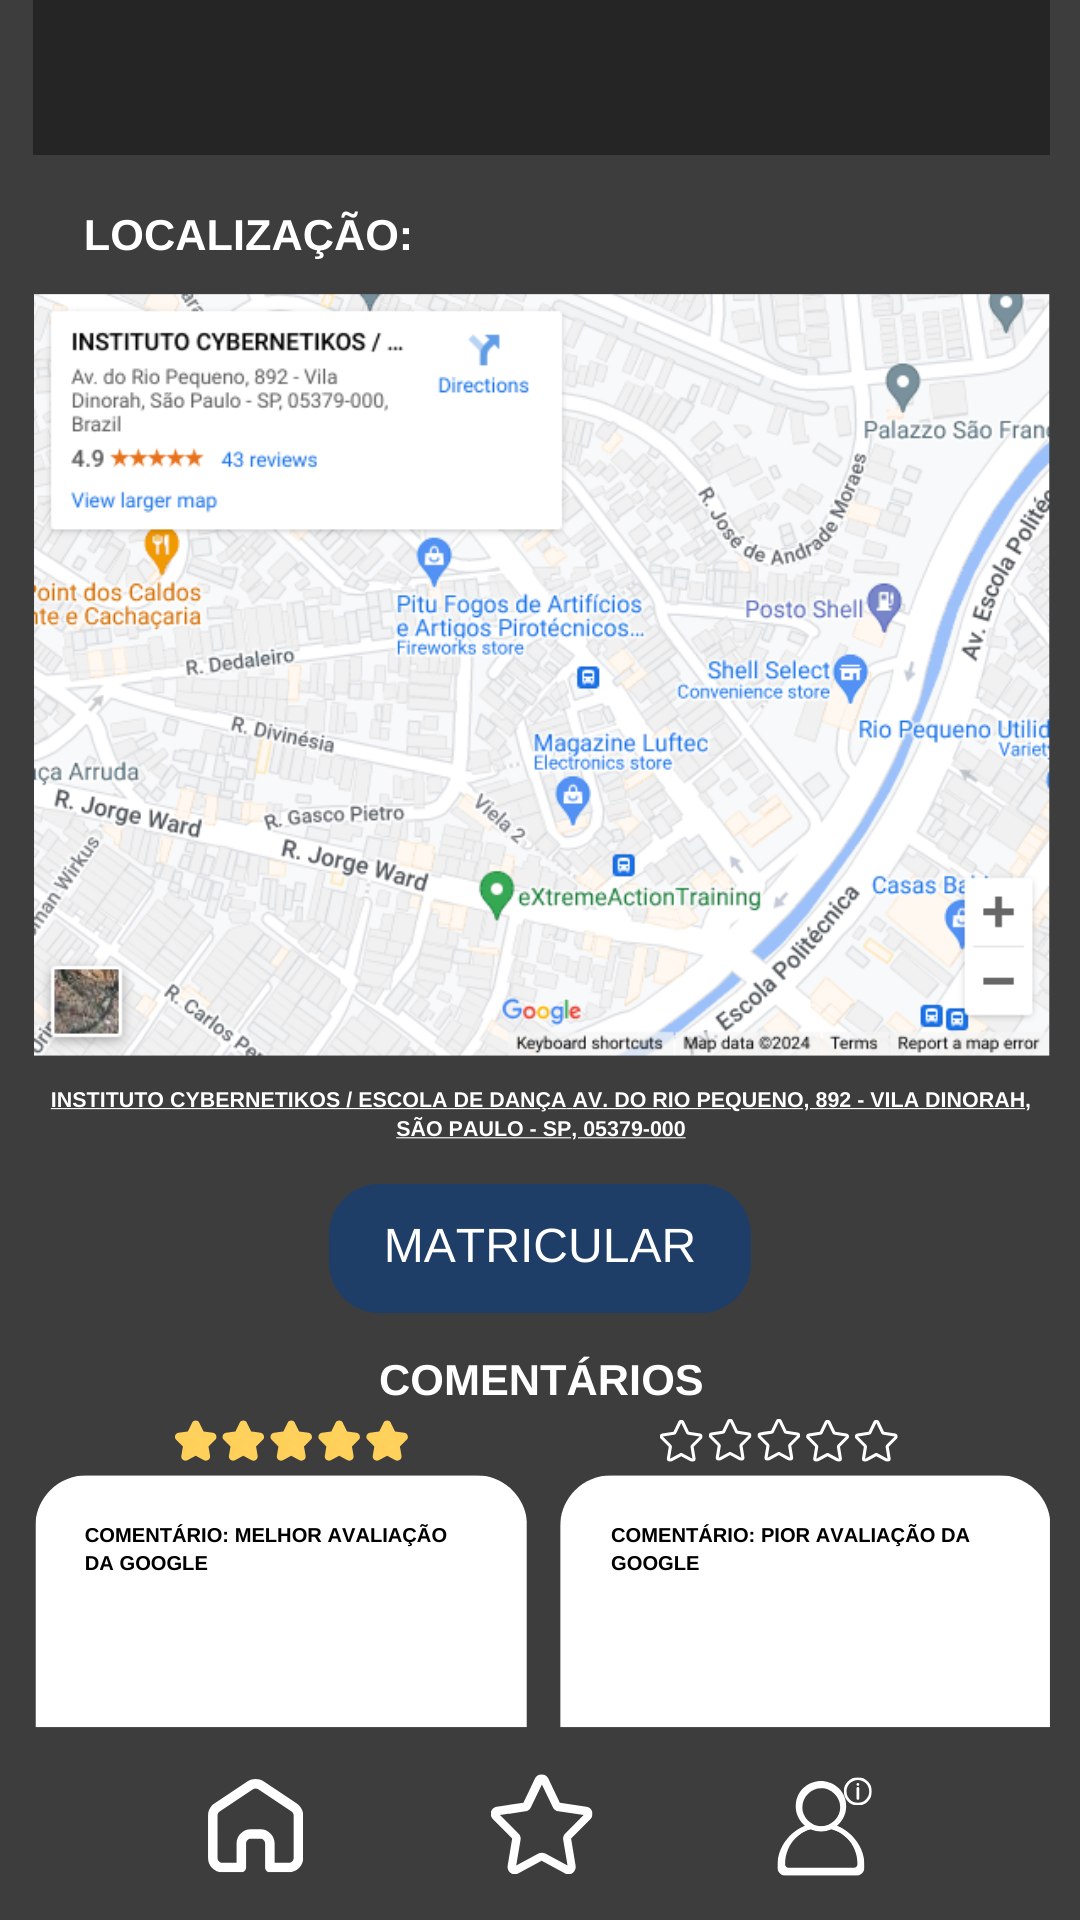 LOCALIZAÇÃO:
INSTITUTO CYBERNETIKOS / ...
Directions
Av. do Rio Pequeno, 892 - Vila
Dinorah, São Paulo - SP, 05379-000,
Brazil
4.9 ★★★★★ 43 reviews
View larger map
Palazzo São Franc
R. José de Andrade Moraes
Av. Escola Politéc
Point dos Caldos
nte e Cachaçaria
Pitu Fogos de Artifícios
e Artigos Pirotécnicos...
Fireworks store
Posto Shell
R. Dedaleiro
Shell Select
Convenience store
R. Divinésia
Rio Pequeno Utilid
Variet
Magazine Luftec
Electronics store
ça Arruda
R. Jorge Ward
R. Gasco Pietro
Viela 2
R. Jorge Ward
man Wirkus
eXtremeActionTraining
Casas Ba
+
−
R. Carlos Pe
Av. Escola Politécnica
Google
Keyboard shortcuts Map data ©2024 Terms Report a map error
INSTITUTO CYBERNETIKOS / ESCOLA DE DANÇA AV. DO RIO PEQUENO, 892 - VILA DINORAH,
SÃO PAULO - SP, 05379-000
MATRICULAR
COMENTÁRIOS
COMENTÁRIO: MELHOR AVALIAÇÃO
DA GOOGLE
COMENTÁRIO: PIOR AVALIAÇÃO DA
GOOGLE
i